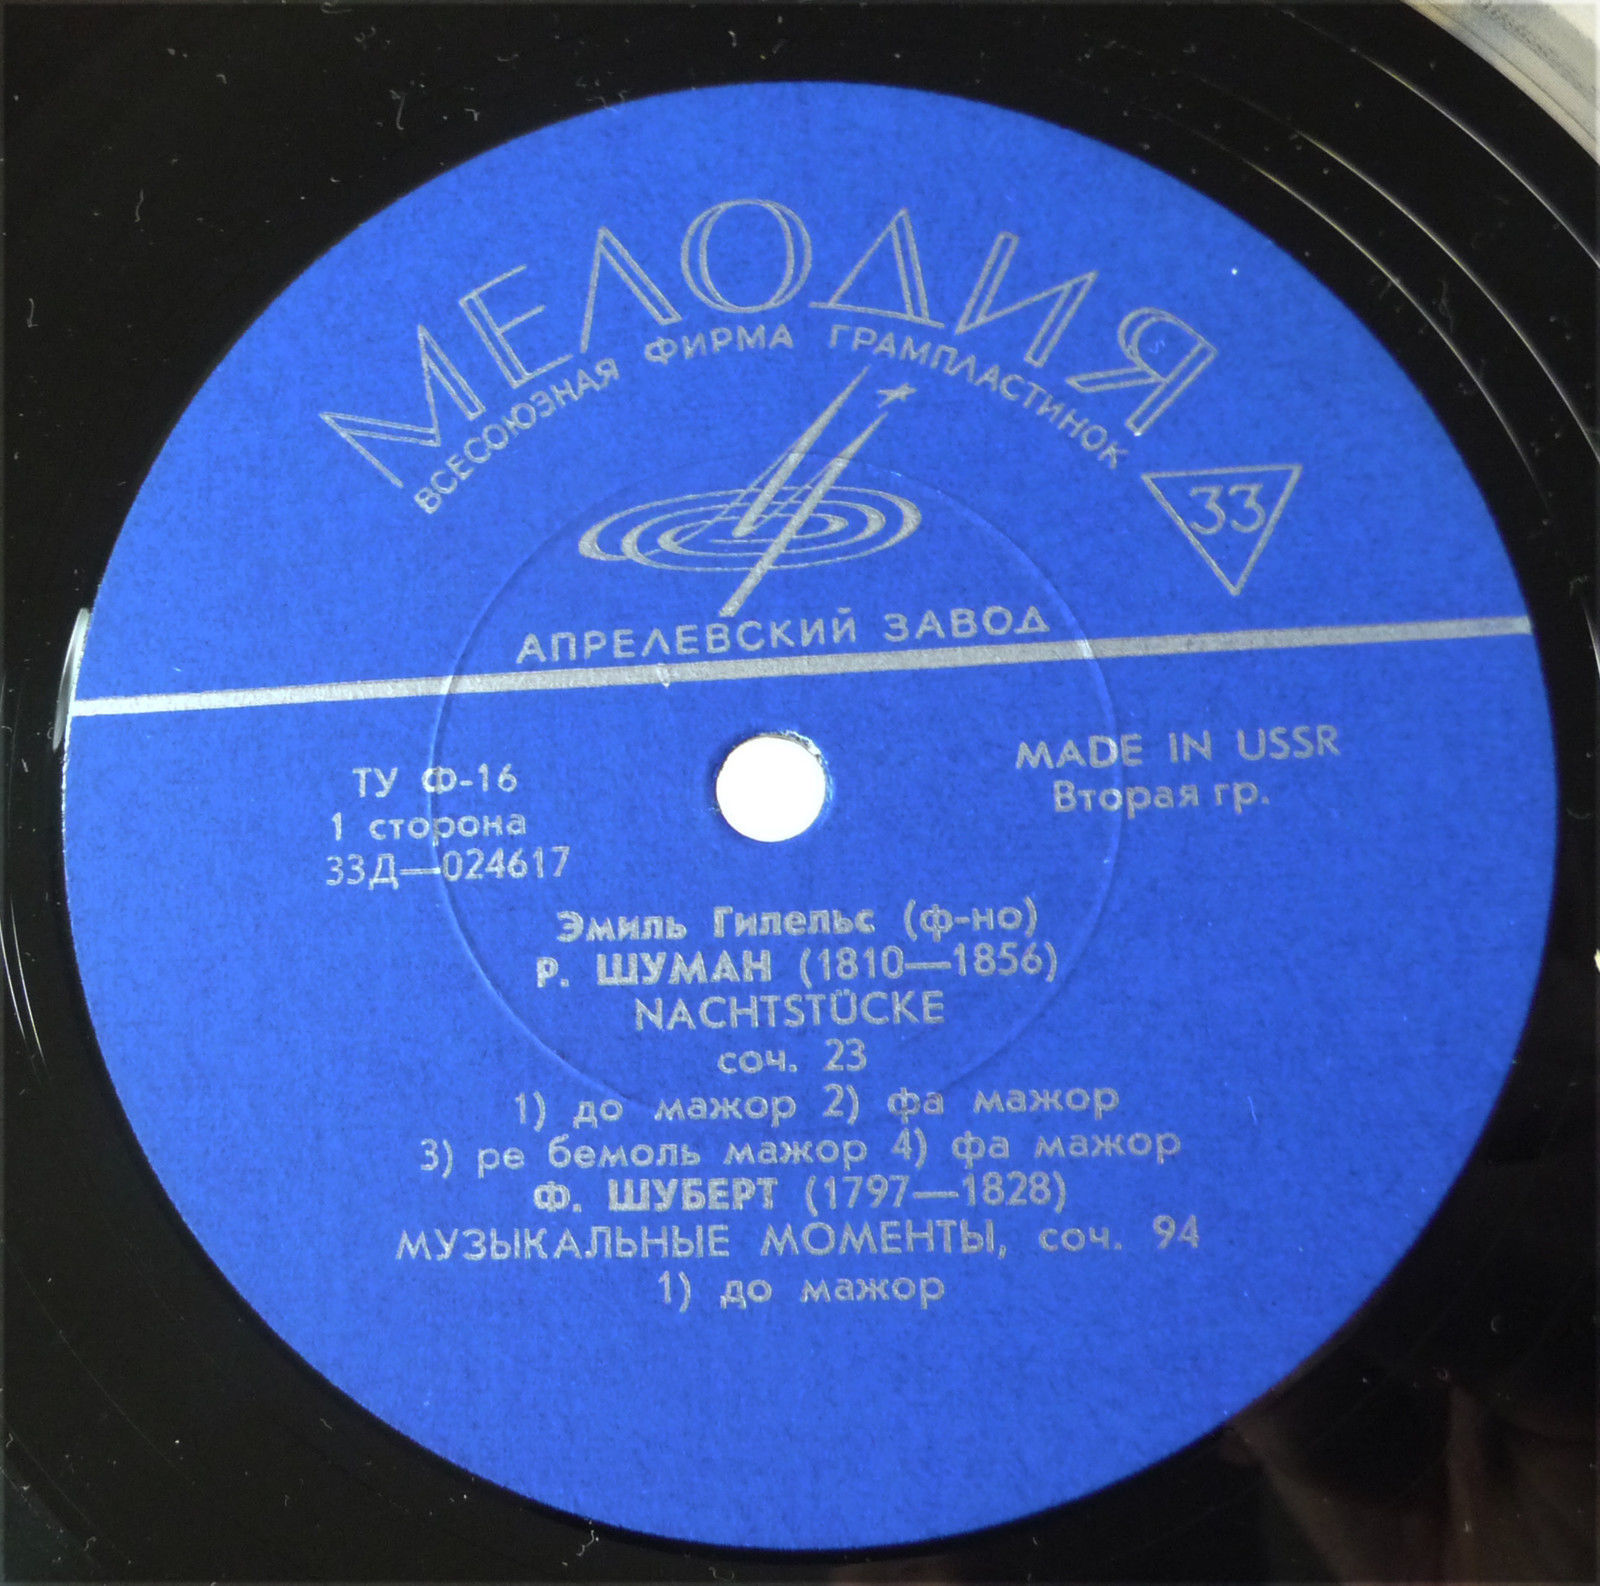 МЕЛОДИЯ
ВСЕСОЮЗНАЯ ФИРМА ГРАМПЛАСТИНОК
33
АПРЕЛЕВСКИЙ ЗАВОД
MADE IN USSR
Вторая гр.
ТУ Ф-16
1 сторона
33Д—024617
Эмиль Гилельс (ф-но)
Р. ШУМАН (1810—1856)
NACHTSTÜCKE
соч. 23
1) до мажор 2) фа мажор
3) ре бемоль мажор 4) фа мажор
Ф. ШУБЕРТ (1797—1828)
МУЗЫКАЛЬНЫЕ МОМЕНТЫ, соч. 94
1) до мажор